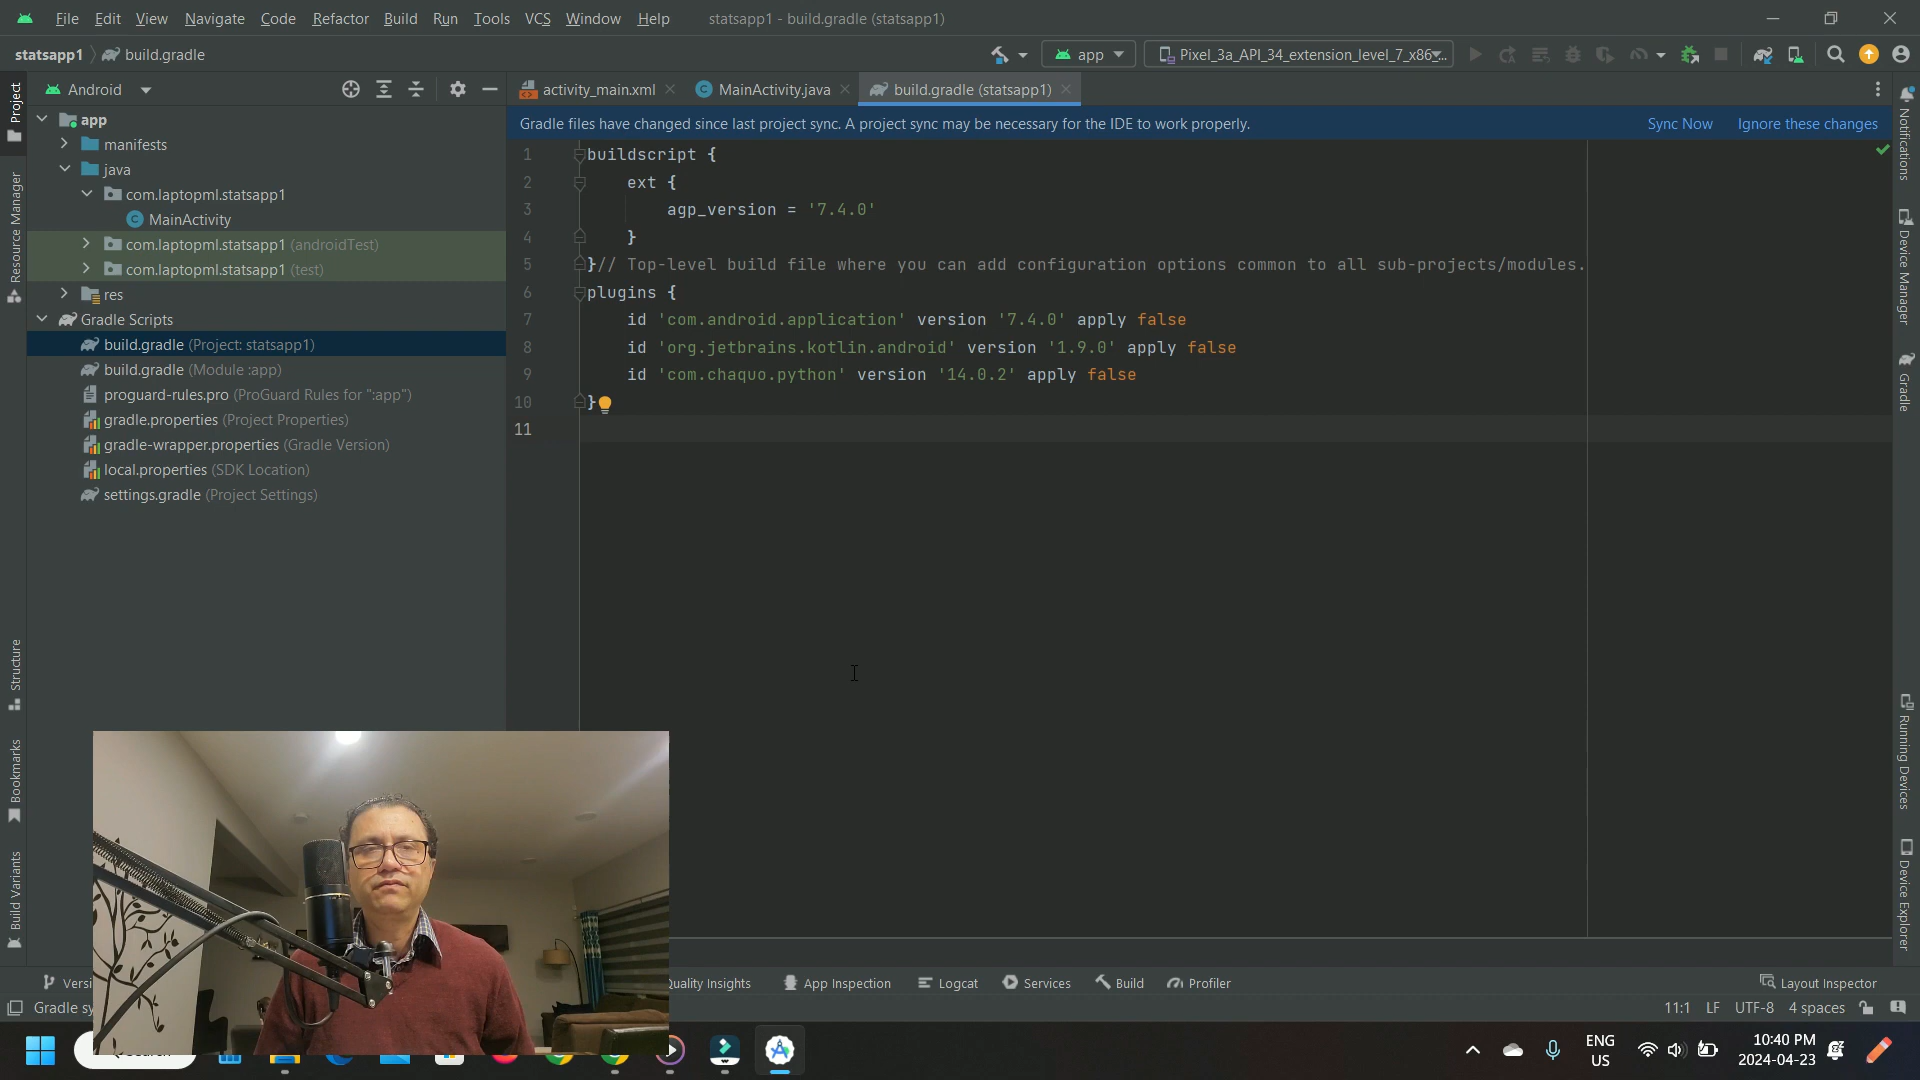 File Edit View Navigate Code Refactor Build Run Tools VCS Window Help statsapp1 - build.gradle (statsapp1)
statsapp1 build.gradle app Pixel_3a_API_34_extension_level_7_x86...
Project
Android
activity_main.xml MainActivity.java build.gradle (statsapp1)
app
manifests
java
com.laptopml.statsapp1
MainActivity
com.laptopml.statsapp1 (androidTest)
com.laptopml.statsapp1 (test)
res
Gradle Scripts
build.gradle (Project: statsapp1)
build.gradle (Module :app)
proguard-rules.pro (ProGuard Rules for ":app")
gradle.properties (Project Properties)
gradle-wrapper.properties (Gradle Version)
local.properties (SDK Location)
settings.gradle (Project Settings)
Resource Manager
Structure
Bookmarks
Build Variants
Gradle files have changed since last project sync. A project sync may be necessary for the IDE to work properly. Sync Now Ignore these changes
1 buildscript {
2 ext {
3 agp_version = '7.4.0'
4 }
5 }// Top-level build file where you can add configuration options common to all sub-projects/modules.
6 plugins {
7 id 'com.android.application' version '7.4.0' apply false
8 id 'org.jetbrains.kotlin.android' version '1.9.0' apply false
9 id 'com.chaquo.python' version '14.0.2' apply false
10 }
11
Notifications
Device Manager
Gradle
Running Devices
Device Explorer
Quality Insights App Inspection Logcat Services Build Profiler Layout Inspector
Gradle 11:1 LF UTF-8 4 spaces
ENG
US
10:40 PM
2024-04-23